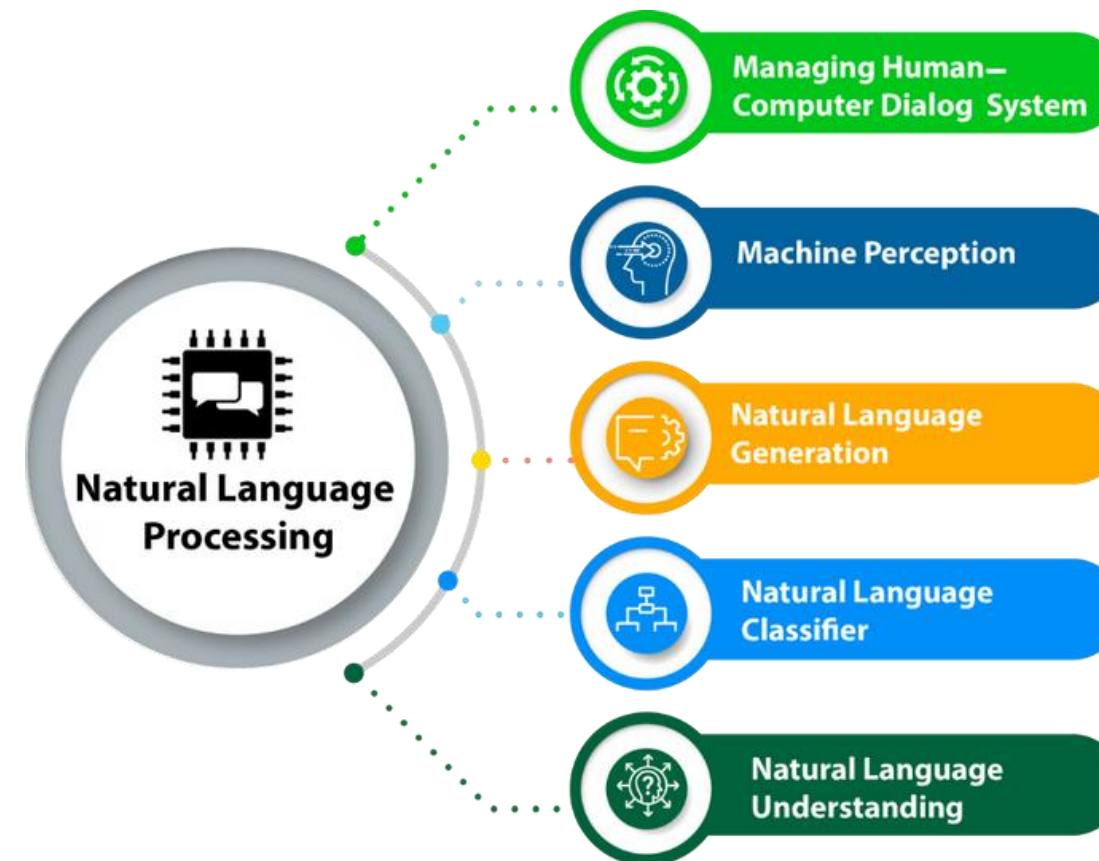 Natural Language
Processing
Managing Human–
Computer Dialog System
Machine Perception
Natural Language
Generation
Natural Language
Classifier
Natural Language
Understanding